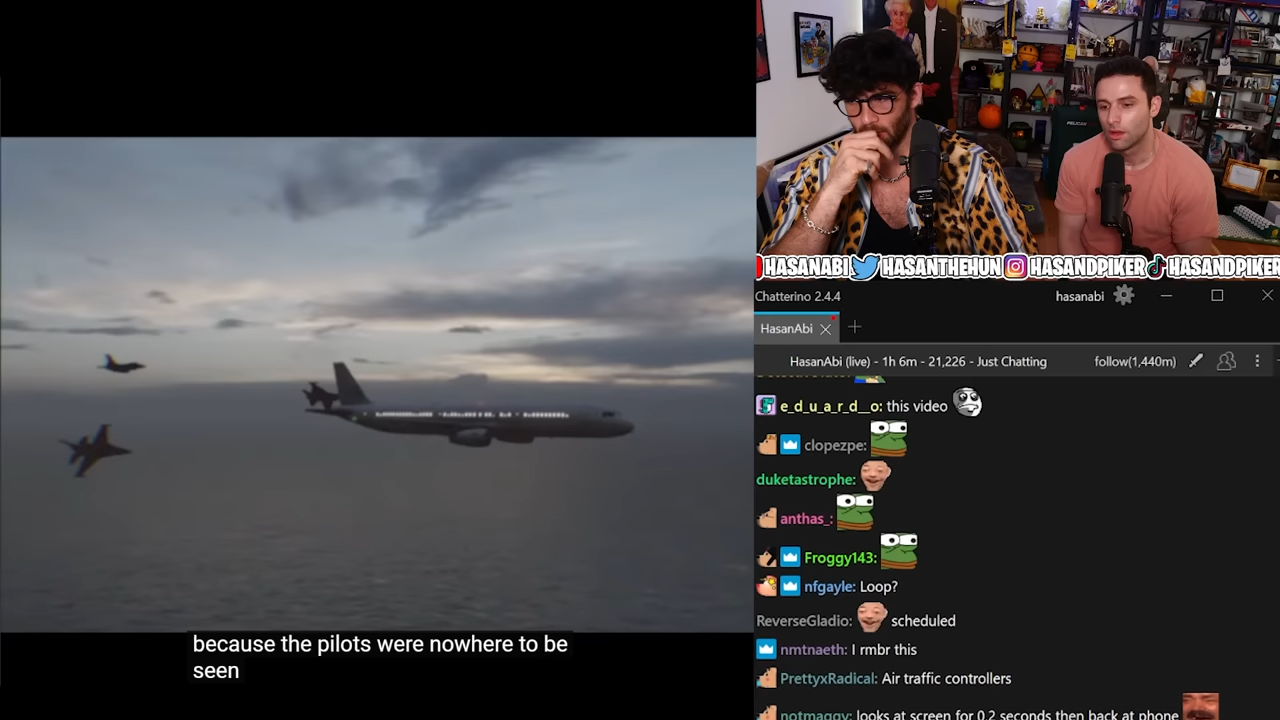 because the pilots were nowhere to be
seen
PELICAN
HASANABI HASANTHEHUN HASANDPIKER HASANDPIKER
Chatterino 2.4.4
hasanabi
HasanAbi
HasanAbi (live) - 1h 6m - 21,226 - Just Chatting
follow(1,440m)
e_d_u_a_r_d__o: this video
clopezpe:
duketastrophe:
anthas_:
Froggy143:
nfgayle: Loop?
ReverseGladio: scheduled
nmtnaeth: I rmbr this
PrettyxRadical: Air traffic controllers
notmaggy: looks at screen for 0.2 seconds then back at phone